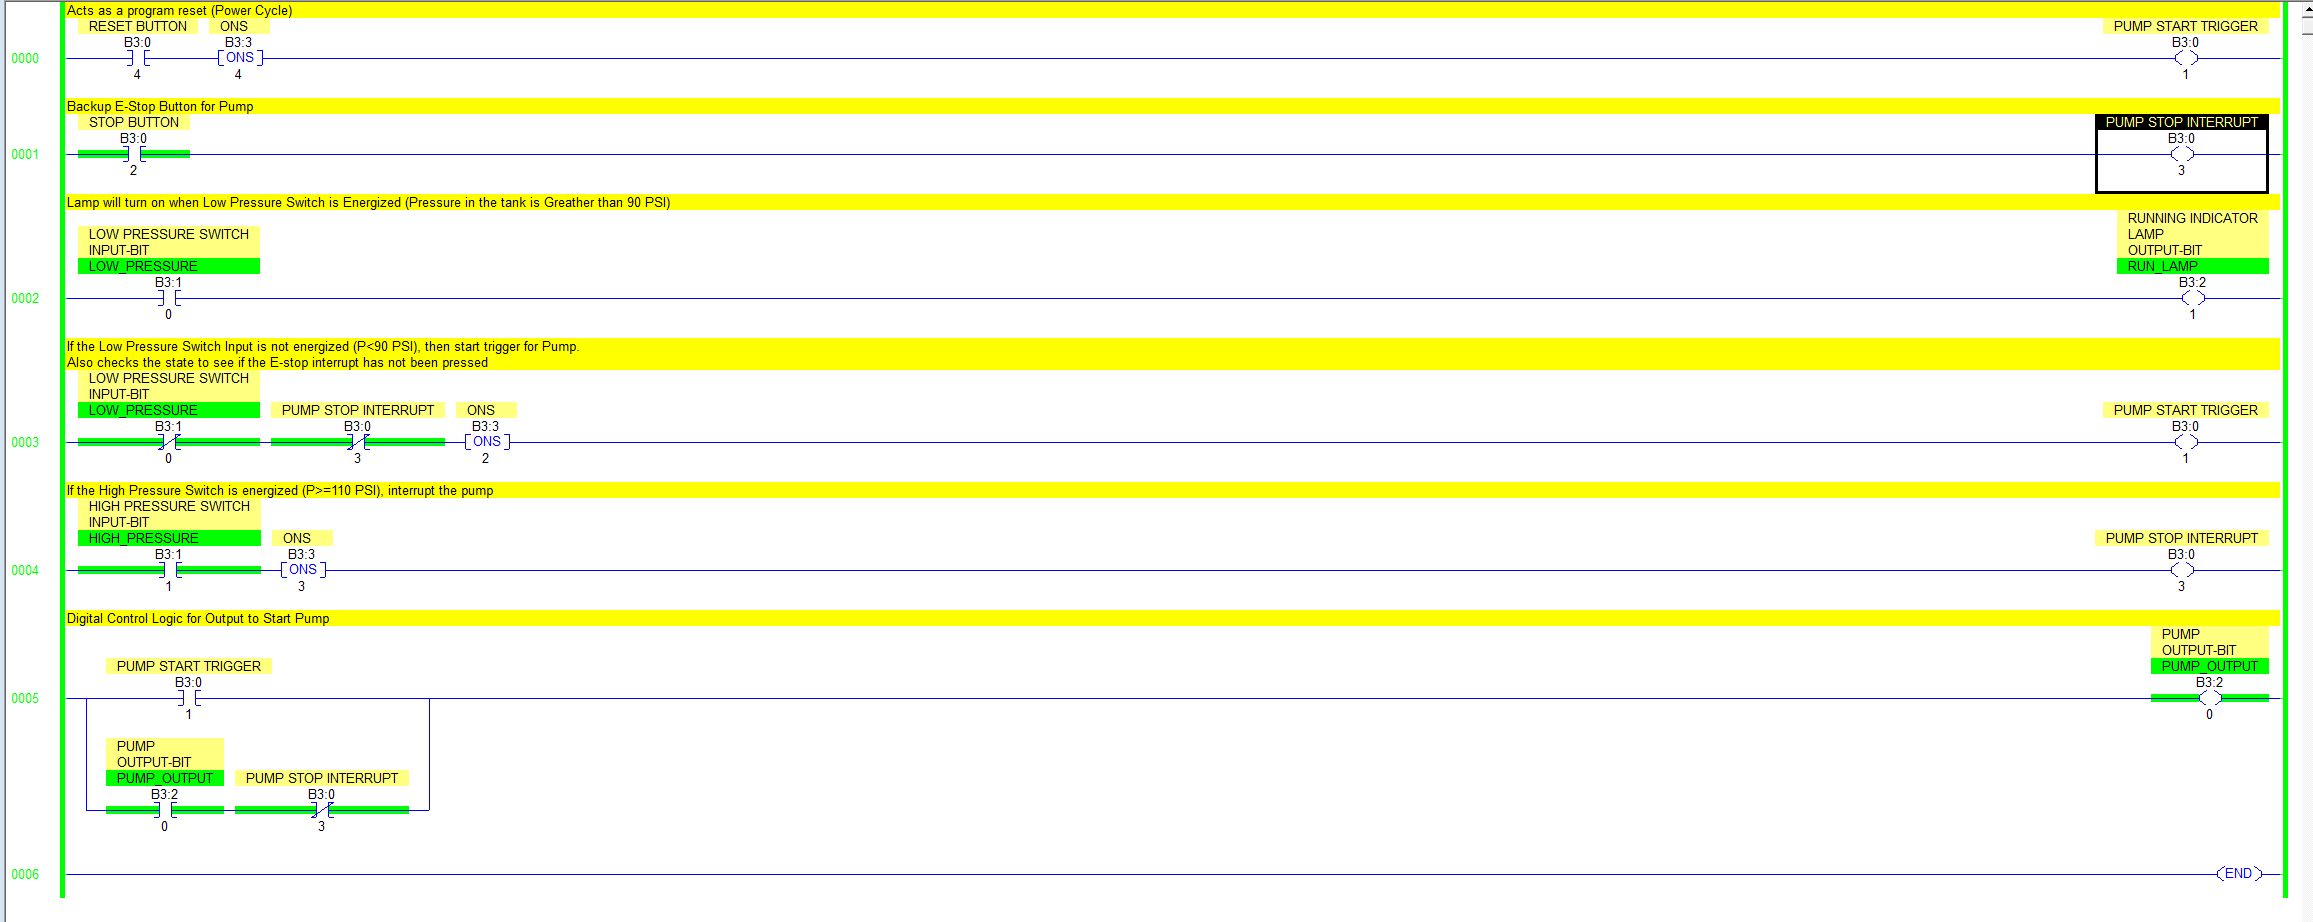 Acts as a program reset (Power Cycle)
RESET BUTTON ONS PUMP START TRIGGER
B3:0 B3:3 B3:0
0000 ONS
4 4 1
Backup E-Stop Button for Pump
STOP BUTTON PUMP STOP INTERRUPT
B3:0 B3:0
0001
2 3
Lamp will turn on when Low Pressure Switch is Energized (Pressure in the tank is Greather than 90 PSI)
RUNNING INDICATOR
LOW PRESSURE SWITCH LAMP
INPUT-BIT OUTPUT-BIT
LOW_PRESSURE RUN_LAMP
B3:1 B3:2
0002
0 1
If the Low Pressure Switch Input is not energized (P<90 PSI), then start trigger for Pump.
Also checks the state to see if the E-stop interrupt has not been pressed
LOW PRESSURE SWITCH
INPUT-BIT
LOW_PRESSURE PUMP STOP INTERRUPT ONS PUMP START TRIGGER
B3:1 B3:0 B3:3 B3:0
0003 ONS
0 3 2 1
If the High Pressure Switch is energized (P>=110 PSI), interrupt the pump
HIGH PRESSURE SWITCH
INPUT-BIT
HIGH_PRESSURE ONS PUMP STOP INTERRUPT
B3:1 B3:3 B3:0
0004 ONS
1 3 3
Digital Control Logic for Output to Start Pump
PUMP
OUTPUT-BIT
PUMP START TRIGGER PUMP_OUTPUT
B3:0 B3:2
0005
1 0
PUMP
OUTPUT-BIT
PUMP_OUTPUT PUMP STOP INTERRUPT
B3:2 B3:0
0 3
0006 END